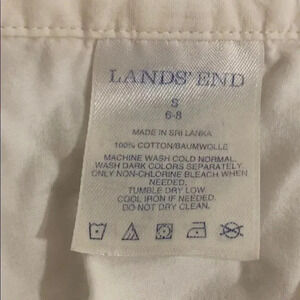 LANDS' END
S
6-8
MADE IN SRI LANKA
100% COTTON/BAUMWOLLE
MACHINE WASH COLD NORMAL.
WASH DARK COLORS SEPARATELY.
ONLY NON-CHLORINE BLEACH WHEN
NEEDED.
TUMBLE DRY LOW.
COOL IRON IF NEEDED.
DO NOT DRY CLEAN.